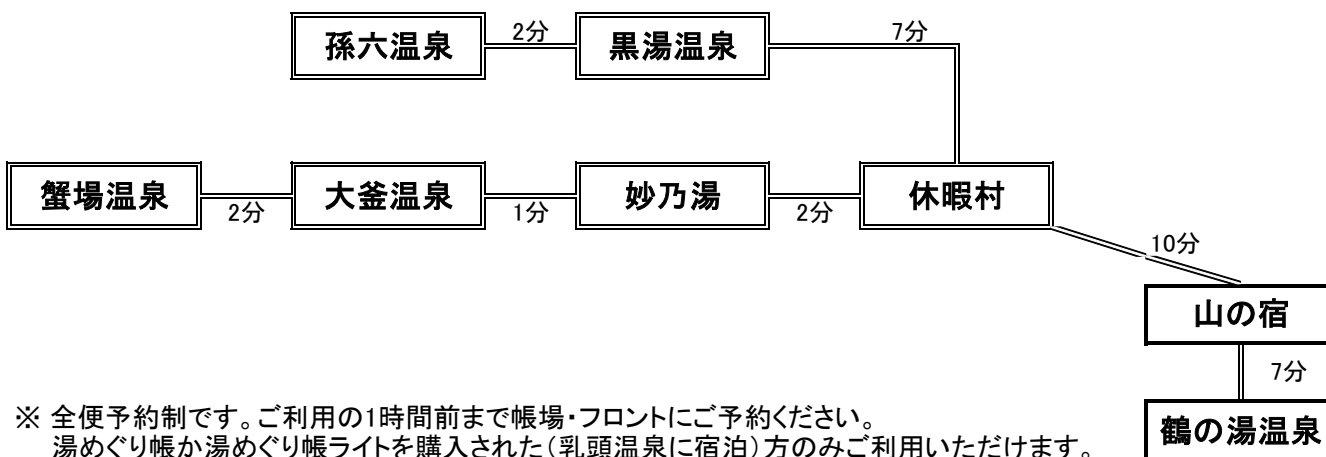 孫六温泉
2分
黒湯温泉
7分
蟹場温泉
2分
大釜温泉
1分
妙乃湯
2分
休暇村
10分
山の宿
7分
鶴の湯温泉
※ 全便予約制です。ご利用の1時間前まで帳場・フロントにご予約ください。
湯めぐり帳か湯めぐり帳ライトを購入された(乳頭温泉に宿泊)方のみご利用いただけます。